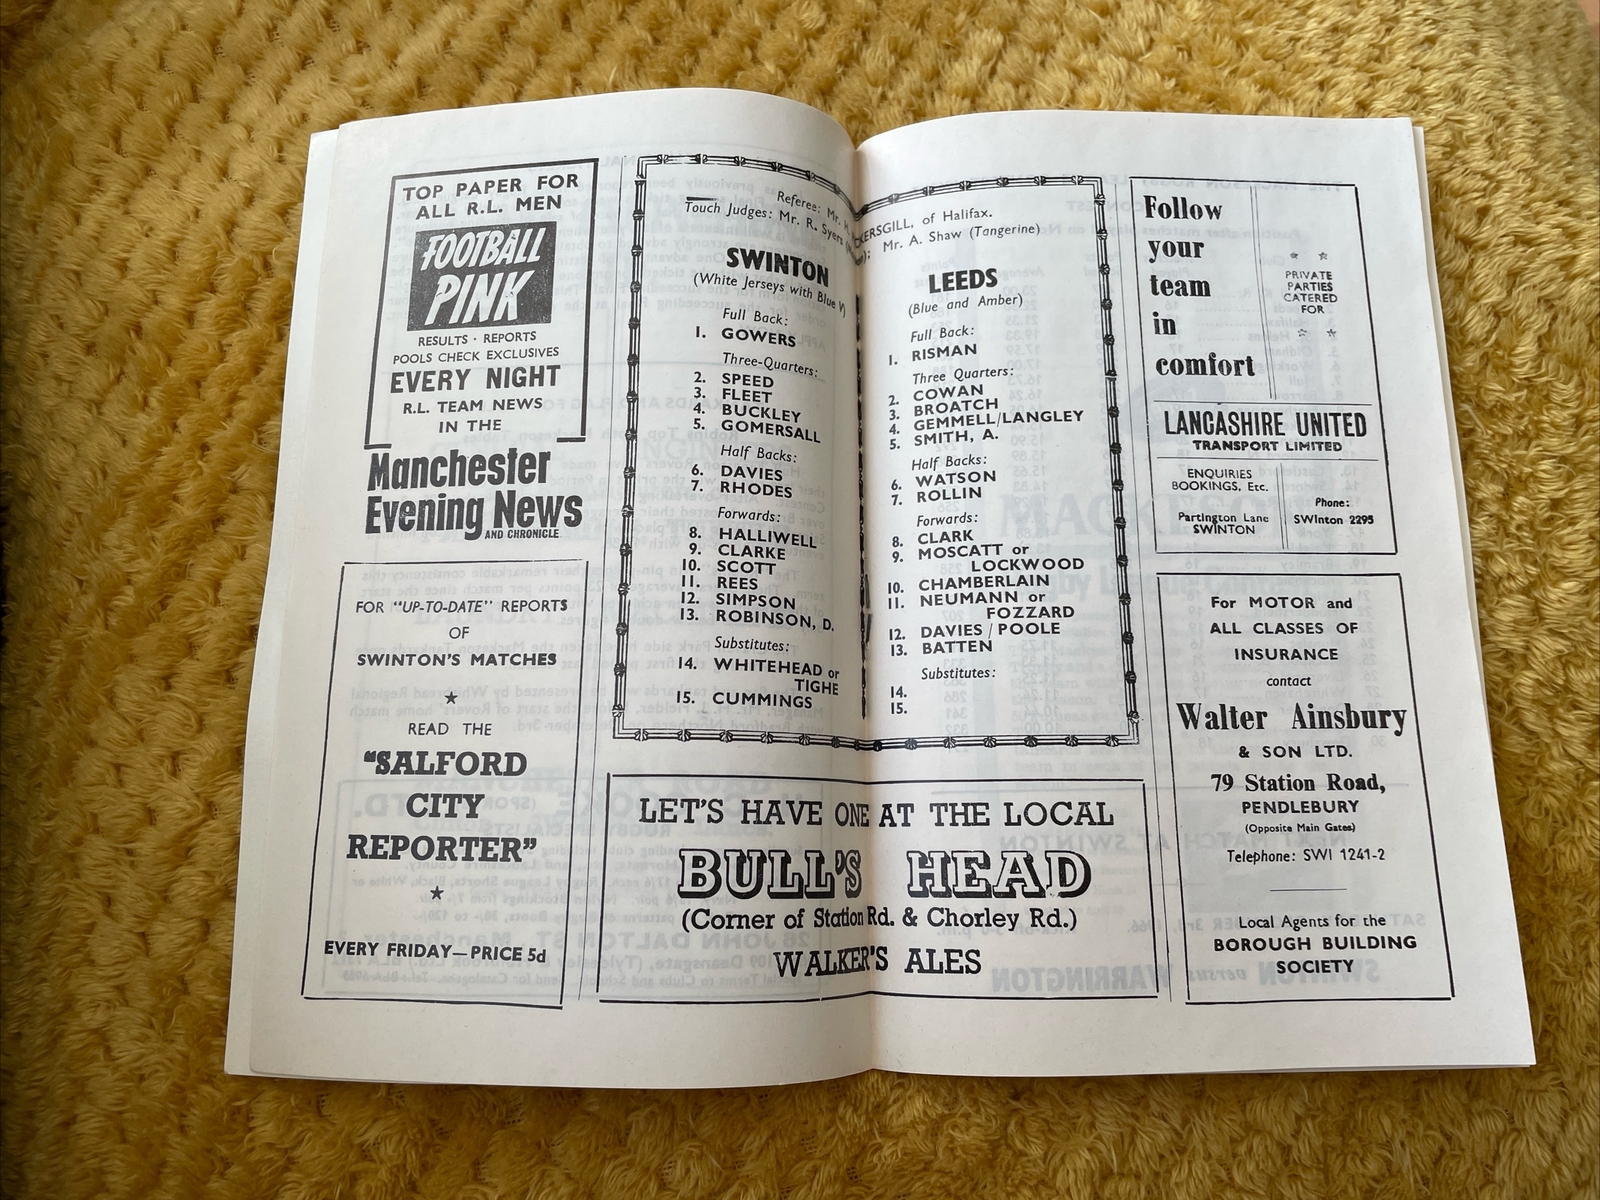 TOP PAPER FOR
ALL R.L. MEN
FOOTBALL
PINK
RESULTS · REPORTS
POOLS CHECK EXCLUSIVES
EVERY NIGHT
R.L. TEAM NEWS
IN THE
Manchester
Evening News
AND CHRONICLE
FOR "UP-TO-DATE" REPORTS
OF
SWINTON'S MATCHES
READ THE
"SALFORD
CITY
REPORTER"
EVERY FRIDAY—PRICE 5d
Referee: Mr.
Touch Judges: Mr. R. Syers
SWINTON
(White Jerseys with Blue V)
Full Back:
1. GOWERS
Three-Quarters:
2. SPEED
3. FLEET
4. BUCKLEY
5. GOMERSALL
Half Backs:
6. DAVIES
7. RHODES
Forwards:
8. HALLIWELL
9. CLARKE
10. SCOTT
11. REES
12. SIMPSON
13. ROBINSON, D.
Substitutes:
14. WHITEHEAD or
TIGHE
15. CUMMINGS
of Halifax.
Mr. A. Shaw (Tangerine)
LEEDS
(Blue and Amber)
Full Back:
1. RISMAN
Three Quarters:
2. COWAN
3. BROATCH
4. GEMMELL/LANGLEY
5. SMITH, A.
Half Backs:
6. WATSON
7. ROLLIN
Forwards:
8. CLARK
9. MOSCATT or
LOCKWOOD
10. CHAMBERLAIN
11. NEUMANN or
FOZZARD
12. DAVIES / POOLE
13. BATTEN
Substitutes:
14.
15.
LET'S HAVE ONE AT THE LOCAL
BULL'S HEAD
(Corner of Station Rd. & Chorley Rd.)
WALKER'S ALES
Follow
your
team
in
comfort
PRIVATE
PARTIES
CATERED
FOR
LANCASHIRE UNITED
TRANSPORT LIMITED
ENQUIRIES
BOOKINGS, Etc.
Partington Lane
SWINTON
Phone:
SWInton 2295
For MOTOR and
ALL CLASSES OF
INSURANCE
contact
Walter Ainsbury
& SON LTD.
79 Station Road,
PENDLEBURY
(Opposite Main Gates)
Telephone: SWI 1241-2
Local Agents for the
BOROUGH BUILDING
SOCIETY